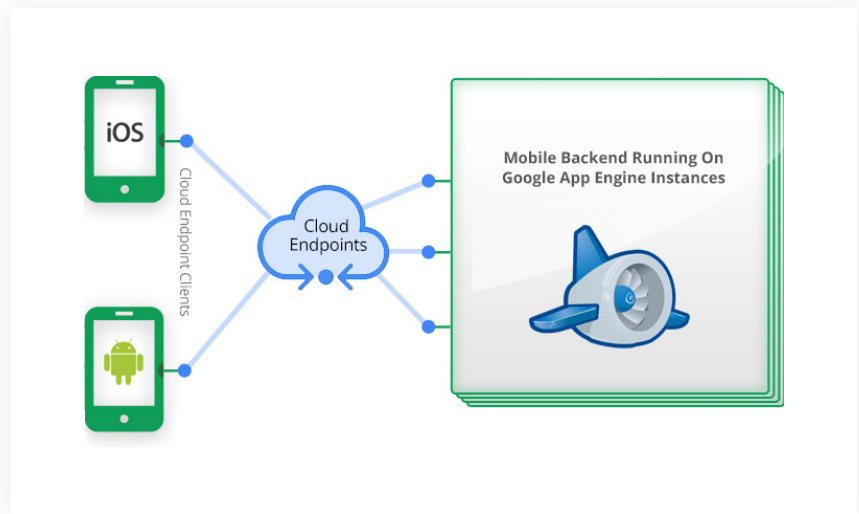 iOS
Cloud Endpoint Clients
Cloud
Endpoints
Mobile Backend Running On
Google App Engine Instances